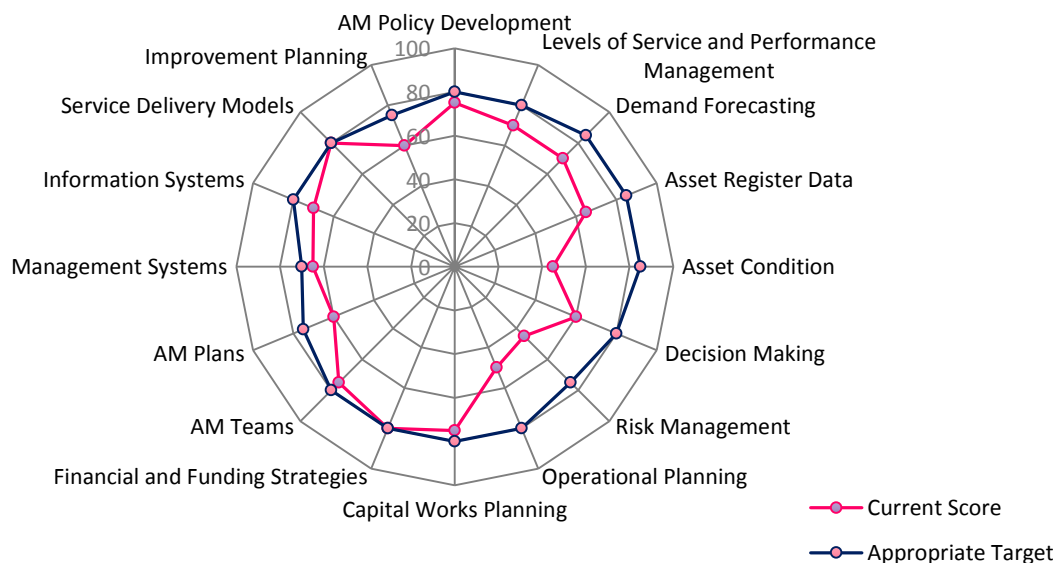 AM Policy Development
Levels of Service and Performance
Management
Demand Forecasting
Asset Register Data
Asset Condition
Decision Making
Risk Management
Operational Planning
Capital Works Planning
Financial and Funding Strategies
AM Teams
AM Plans
Management Systems
Information Systems
Service Delivery Models
Improvement Planning
100
80
60
40
20
0
Current Score
Appropriate Target